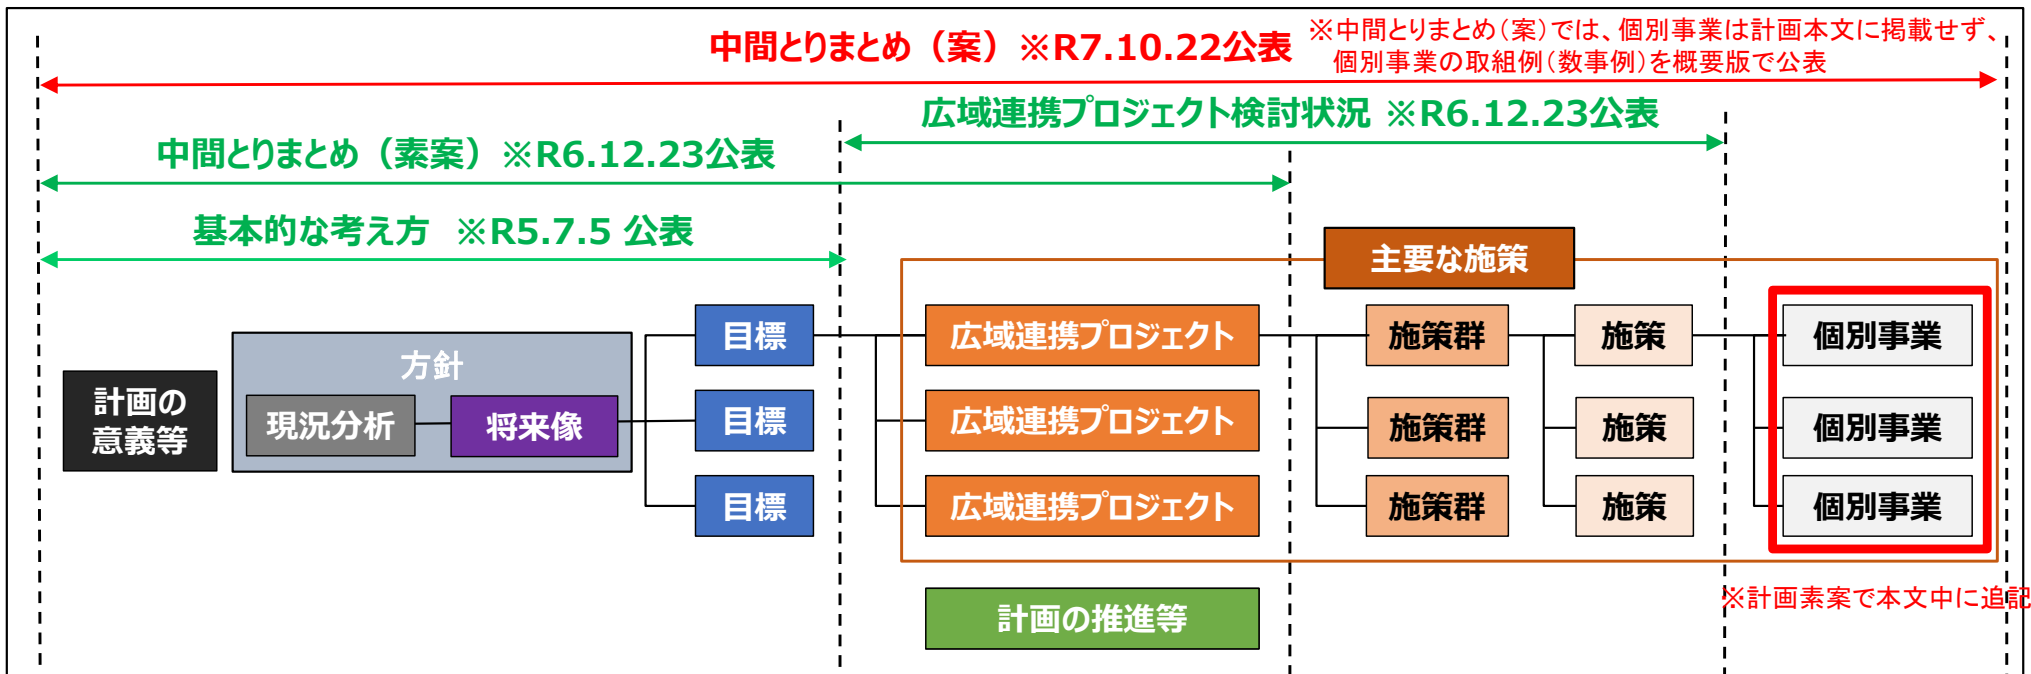 中間とりまとめ（案）※R7.10.22公表
※中間とりまとめ（案）では、個別事業は計画本文に掲載せず、
個別事業の取組例（数事例）を概要版で公表
広域連携プロジェクト検討状況 ※R6.12.23公表
中間とりまとめ（素案）※R6.12.23公表
基本的な考え方 ※R5.7.5 公表
主要な施策
計画の
意義等
方針
現況分析
将来像
目標
目標
目標
広域連携プロジェクト
広域連携プロジェクト
広域連携プロジェクト
施策群
施策群
施策群
施策
施策
施策
個別事業
個別事業
個別事業
※計画素案で本文中に追記
計画の推進等